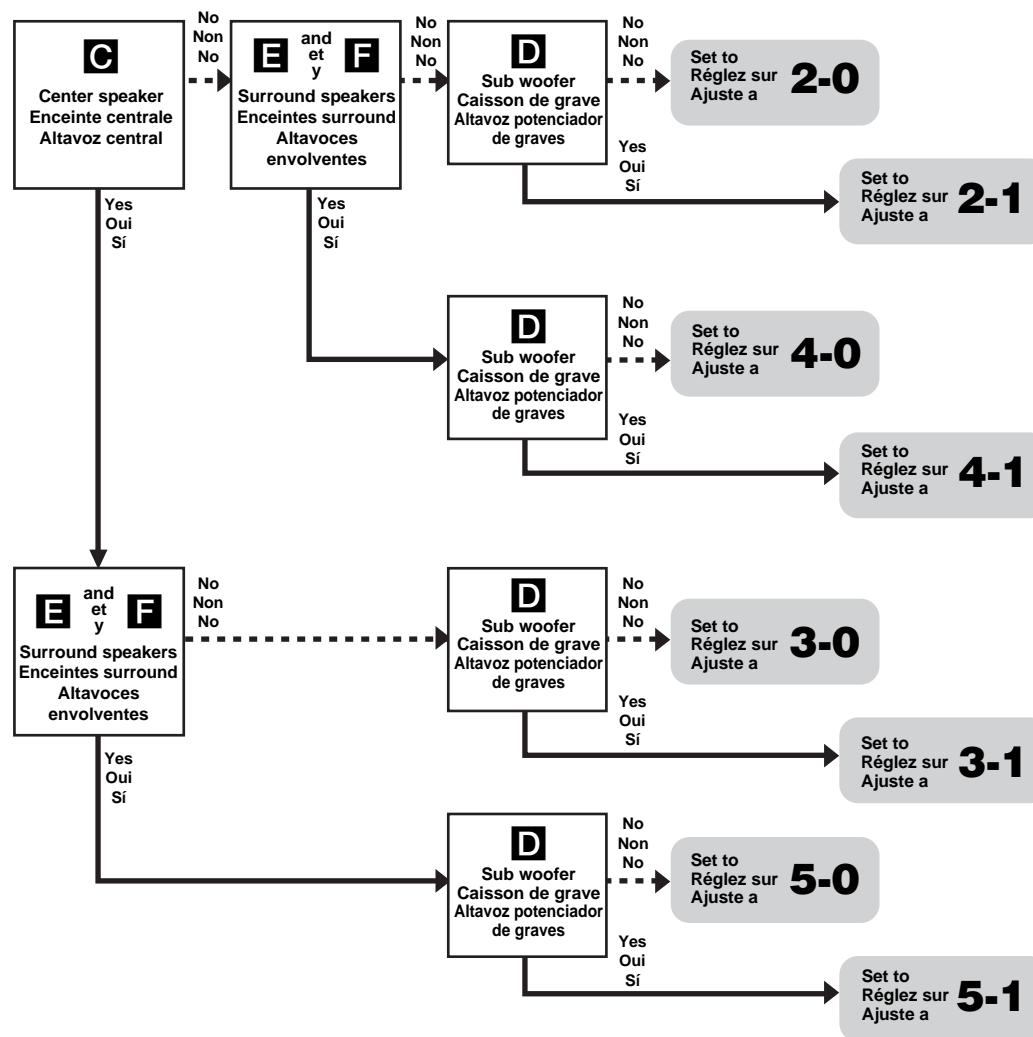 C
Center speaker
Enceinte centrale
Altavoz central
No
Non
No
E and et y F
Surround speakers
Enceintes surround
Altavoces
envolventes
No
Non
No
D
Sub woofer
Caisson de grave
Altavoz potenciador
de graves
No
Non
No
Set to
Réglez sur
Ajuste a
2-0
Yes
Oui
Sí
Set to
Réglez sur
Ajuste a
2-1
Yes
Oui
Sí
Yes
Oui
Sí
D
Sub woofer
Caisson de grave
Altavoz potenciador
de graves
No
Non
No
Set to
Réglez sur
Ajuste a
4-0
Yes
Oui
Sí
Set to
Réglez sur
Ajuste a
4-1
E and et y F
Surround speakers
Enceintes surround
Altavoces
envolventes
No
Non
No
D
Sub woofer
Caisson de grave
Altavoz potenciador
de graves
No
Non
No
Set to
Réglez sur
Ajuste a
3-0
Yes
Oui
Sí
Set to
Réglez sur
Ajuste a
3-1
Yes
Oui
Sí
D
Sub woofer
Caisson de grave
Altavoz potenciador
de graves
No
Non
No
Set to
Réglez sur
Ajuste a
5-0
Yes
Oui
Sí
Set to
Réglez sur
Ajuste a
5-1